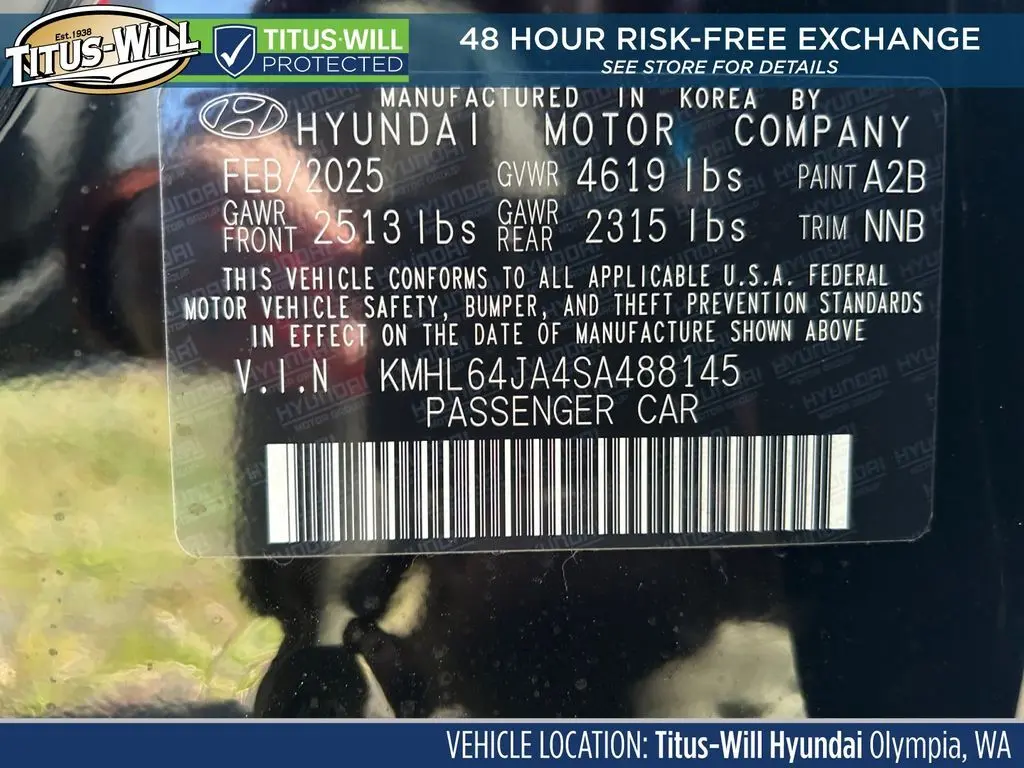 Est. 1938
TITUS-WILL
TITUS-WILL
PROTECTED
48 HOUR RISK-FREE EXCHANGE
SEE STORE FOR DETAILS
MANUFACTURED IN KOREA BY
HYUNDAI MOTOR COMPANY
FEB/2025 GVWR 4619 lbs PAINT A2B
GAWR FRONT 2513 lbs GAWR REAR 2315 lbs TRIM NNB
THIS VEHICLE CONFORMS TO ALL APPLICABLE U.S.A. FEDERAL
MOTOR VEHICLE SAFETY, BUMPER, AND THEFT PREVENTION STANDARDS
IN EFFECT ON THE DATE OF MANUFACTURE SHOWN ABOVE
V.I.N KMHL64JA4SA488145
PASSENGER CAR
VEHICLE LOCATION: Titus-Will Hyundai Olympia, WA